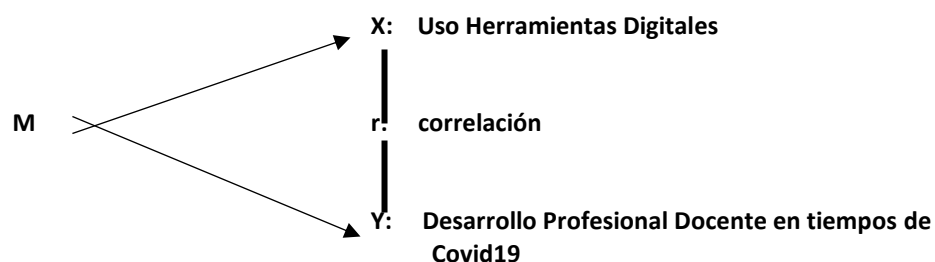 X: Uso Herramientas Digitales
M r: correlación
Y: Desarrollo Profesional Docente en tiempos de
Covid19